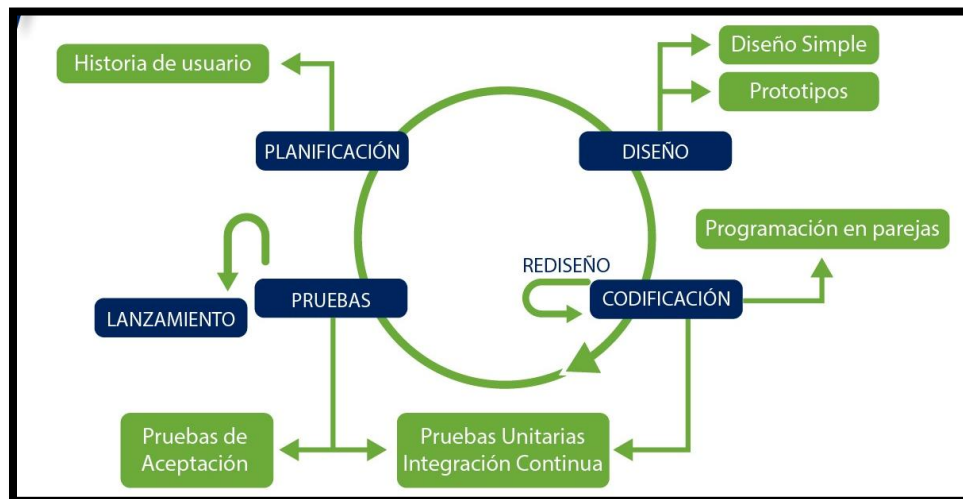 Historia de usuario
Diseño Simple
Prototipos
PLANIFICACIÓN
DISEÑO
Programación en parejas
REDISEÑO
PRUEBAS
CODIFICACIÓN
LANZAMIENTO
Pruebas de
Aceptación
Pruebas Unitarias
Integración Continua